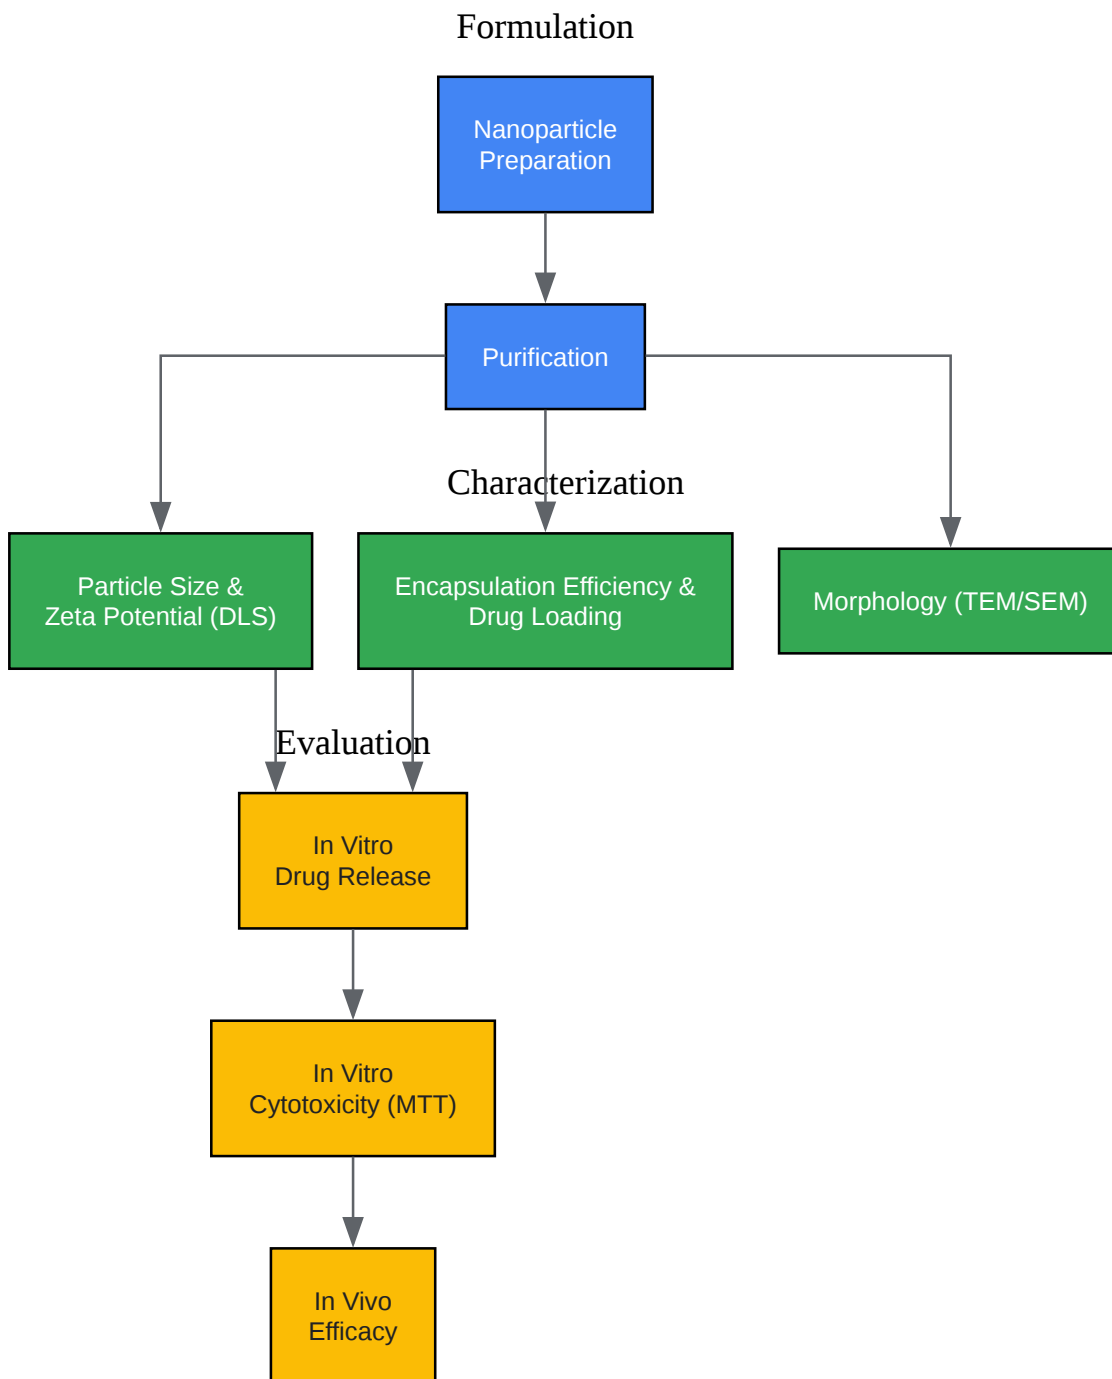 Formulation
Nanoparticle
Preparation
Purification
Characterization
Particle Size &
Zeta Potential (DLS)
Encapsulation Efficiency &
Drug Loading
Morphology (TEM/SEM)
Evaluation
In Vitro
Drug Release
In Vitro
Cytotoxicity (MTT)
In Vivo
Efficacy